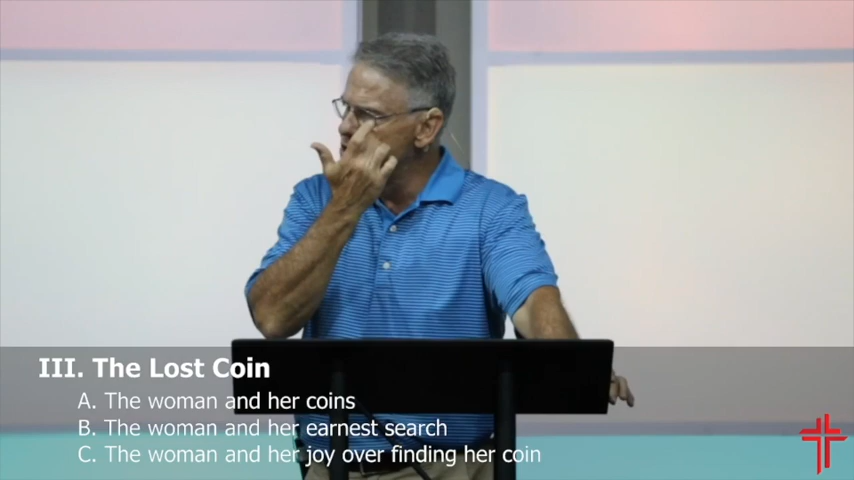 III. The Lost Coin
A. The woman and her coins
B. The woman and her earnest search
C. The woman and her joy over finding her coin